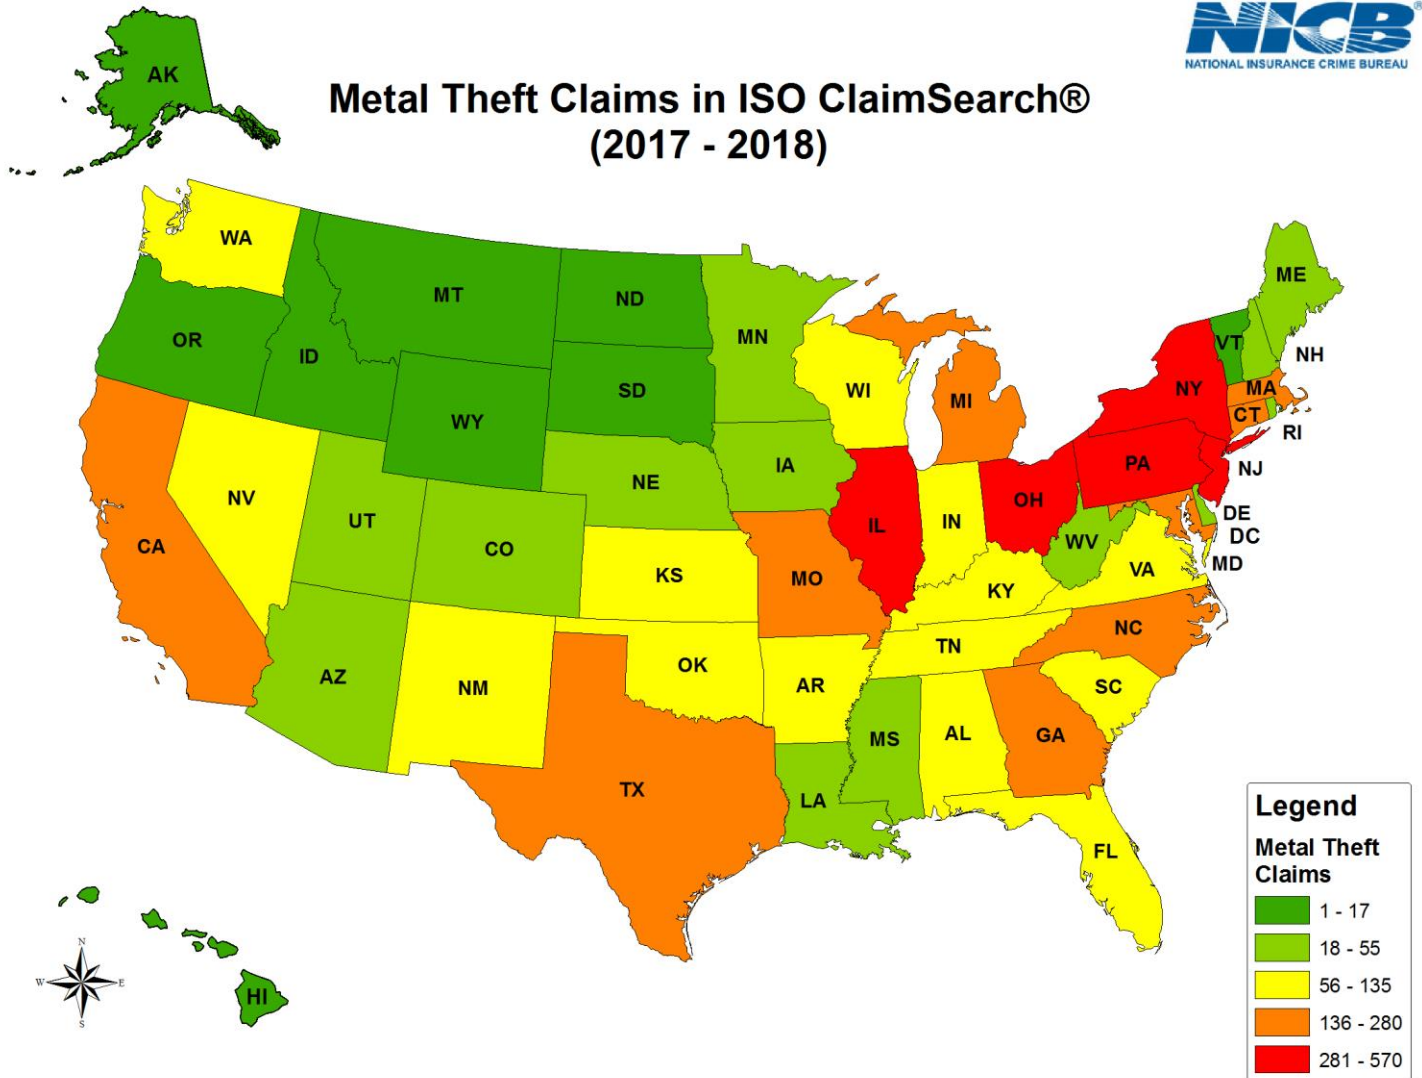 NICB®
NATIONAL INSURANCE CRIME BUREAU
Metal Theft Claims in ISO ClaimSearch®
(2017 - 2018)
AK
WA
MT
ND
MN
ME
OR
ID
SD
WI
MI
VT
NH
NY
MA
CT
RI
WY
IA
NE
PA
NJ
NV
UT
CO
IL
IN
OH
WV
DE
DC
MD
CA
KS
MO
KY
VA
AZ
NM
OK
AR
TN
NC
SC
TX
LA
MS
AL
GA
FL
HI
N
W
E
S
Legend
Metal Theft
Claims
1 - 17
18 - 55
56 - 135
136 - 280
281 - 570